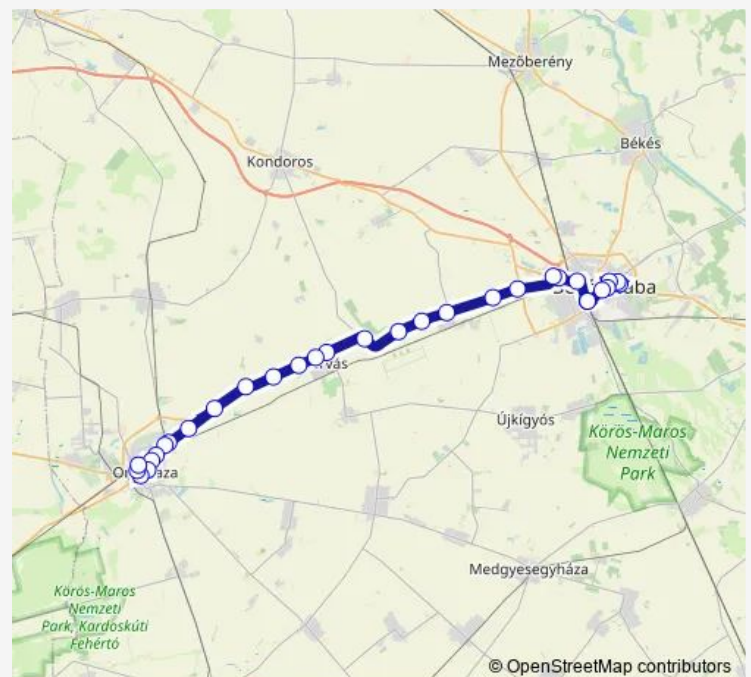 Mezőberény
Békés
Kondoros
Újkígyós
Körös-Maros
Nemzeti
Park
Medgyesegyháza
Körös-Maros
Nemzeti
Park, Kardoskúti
Fehértó
© OpenStreetMap contributors